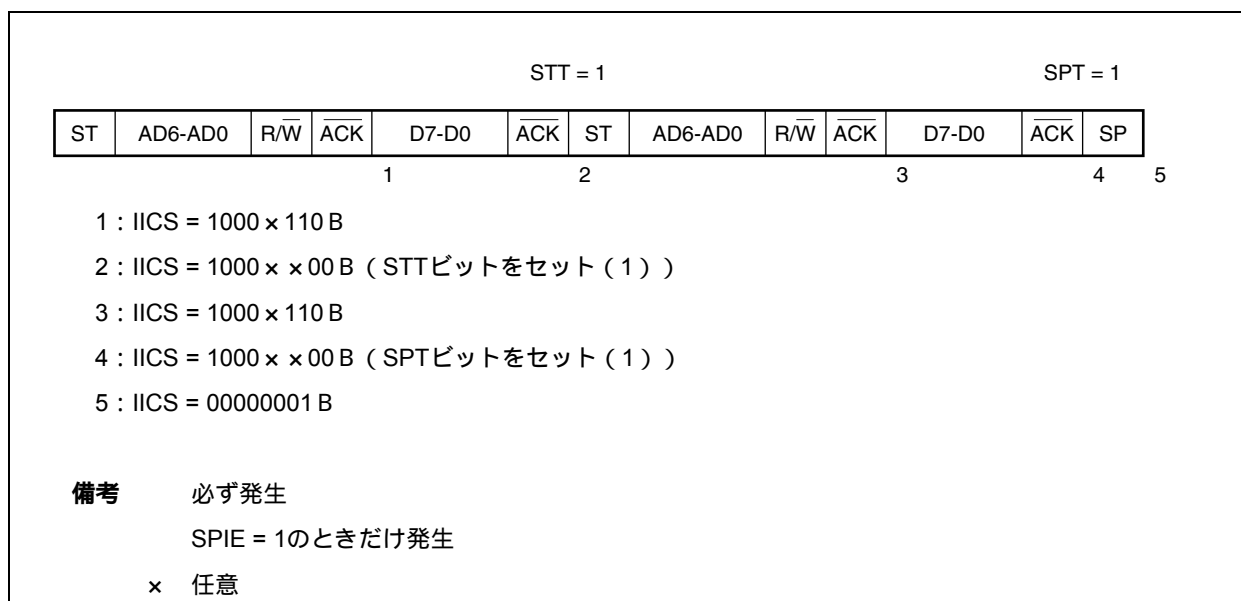 STT = 1 SPT = 1
ST AD6-AD0 R/W̅ A̅C̅K̅ D7-D0 A̅C̅K̅ ST AD6-AD0 R/W̅ A̅C̅K̅ D7-D0 A̅C̅K̅ SP
1 2 3 4 5
1：IICS = 1000×110 B
2：IICS = 1000××00 B（STTビットをセット（1））
3：IICS = 1000×110 B
4：IICS = 1000××00 B（SPTビットをセット（1））
5：IICS = 00000001 B
備考 必ず発生
SPIE = 1のときだけ発生
× 任意